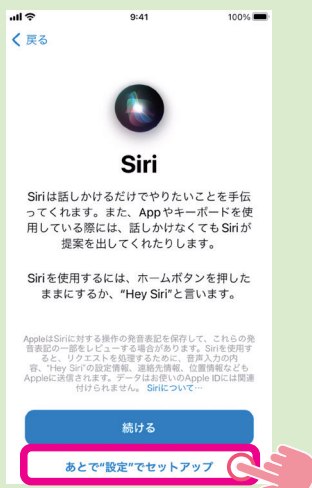 9:41
100%
戻る
Siri
Siriは話しかけるだけでやりたいことを手伝
ってくれます。また、Appやキーボードを使
用している際には、話しかけなくてもSiriが
提案を出してくれたりします。
Siriを使用するには、ホームボタンを押した
ままにするか、“Hey Siri”と言います。
AppleはSiriに対する操作の発音表記を保存して、これらの発
音表記の一部をレビューする場合があります。Siriを使用す
ると、リクエストを処理するために、音声入力の内
容、“Hey Siri”の設定情報、連絡先情報、位置情報なども
Appleに送信されます。データはお使いのApple IDには関連
付けられません。 Siriについて…
続ける
あとで“設定”でセットアップ